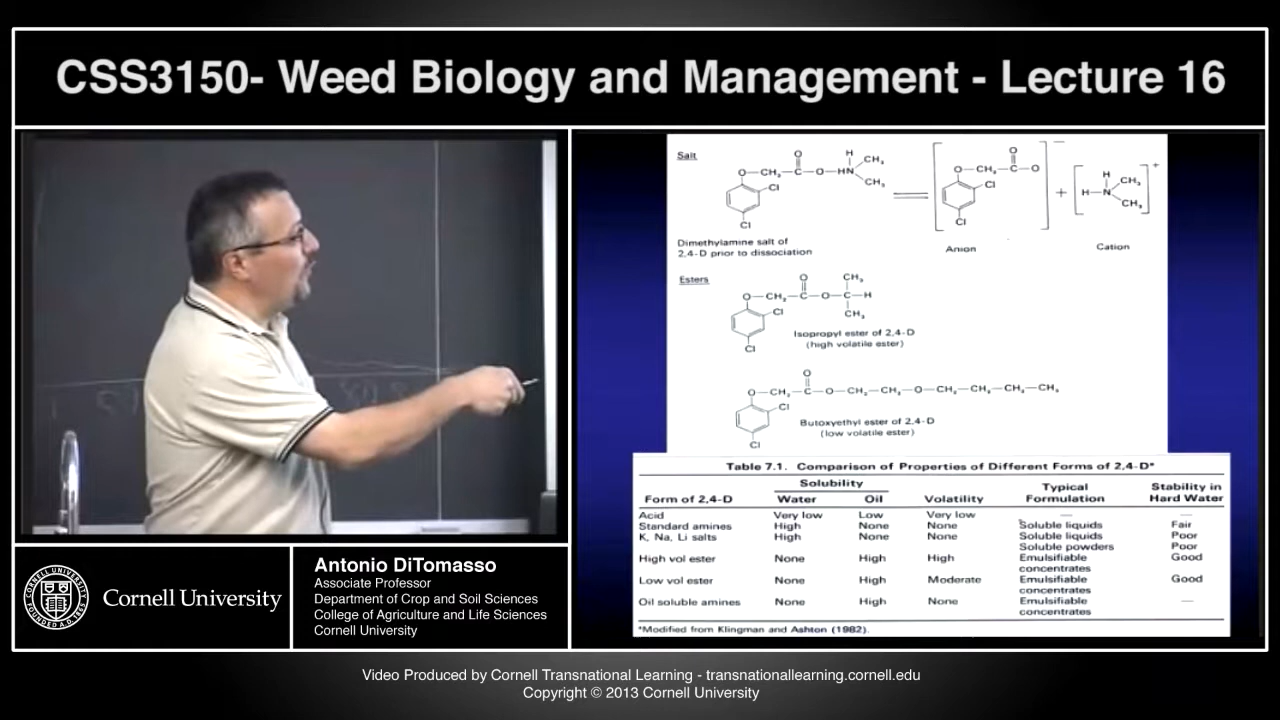 CSS3150- Weed Biology and Management - Lecture 16
Salt
Dimethylamine salt of
2,4-D prior to dissociation
Anion
Cation
Esters
Isopropyl ester of 2,4-D
(high volatile ester)
Butoxyethyl ester of 2,4-D
(low volatile ester)
Table 7.1. Comparison of Properties of Different Forms of 2,4-D*
Solubility
Form of 2,4-D Water Oil Volatility Typical Formulation Stability in Hard Water
Acid Very low Low Very low — —
Standard amines High None None Soluble liquids Fair
K, Na, Li salts High None None Soluble liquids Poor
Soluble powders Poor
High vol ester None High High Emulsifiable Good
concentrates
Low vol ester None High Moderate Emulsifiable Good
concentrates
Oil soluble amines None High None Emulsifiable —
concentrates
*Modified from Klingman and Ashton (1982).
Cornell University
Antonio DiTomasso
Associate Professor
Department of Crop and Soil Sciences
College of Agriculture and Life Sciences
Cornell University
Video Produced by Cornell Transnational Learning - transnationallearning.cornell.edu
Copyright © 2013 Cornell University